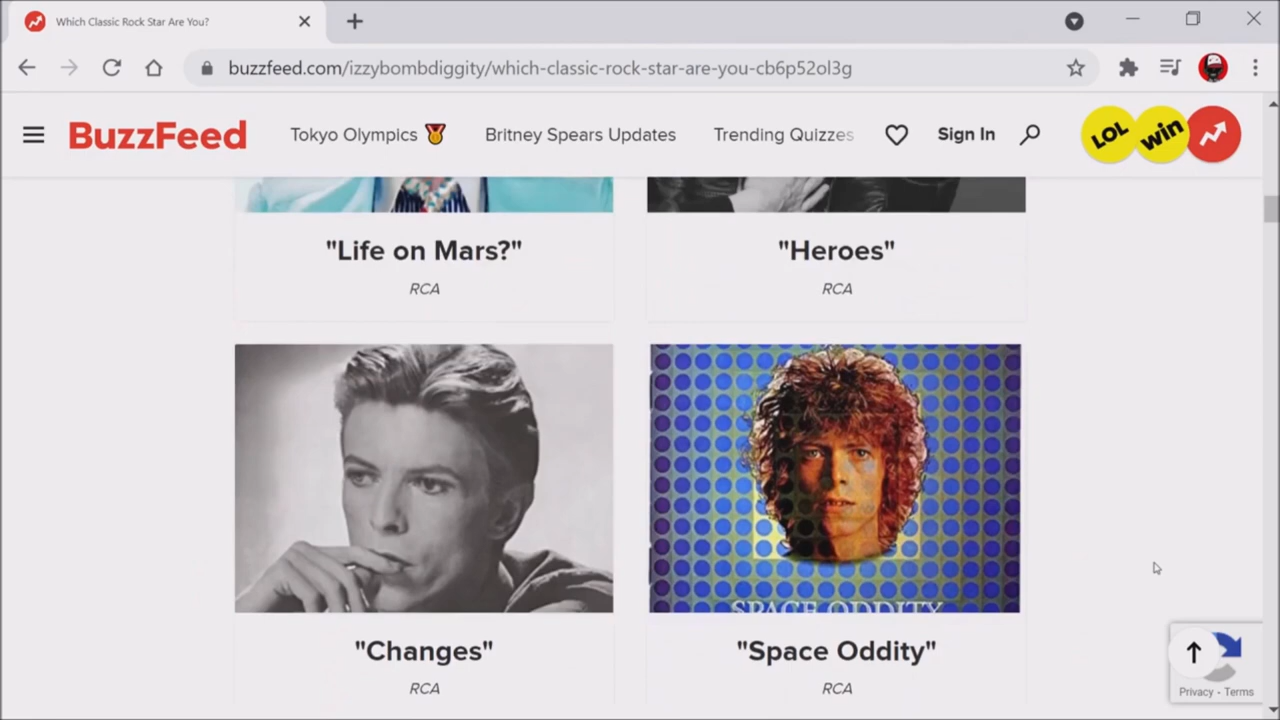 Which Classic Rock Star Are You?
buzzfeed.com/izzybombdiggity/which-classic-rock-star-are-you-cb6p52ol3g
BuzzFeed Tokyo Olympics Britney Spears Updates Trending Quizzes Sign In LOL win
"Life on Mars?" "Heroes"
RCA RCA
SPACE ODDITY
"Changes" "Space Oddity"
RCA RCA
Privacy - Terms